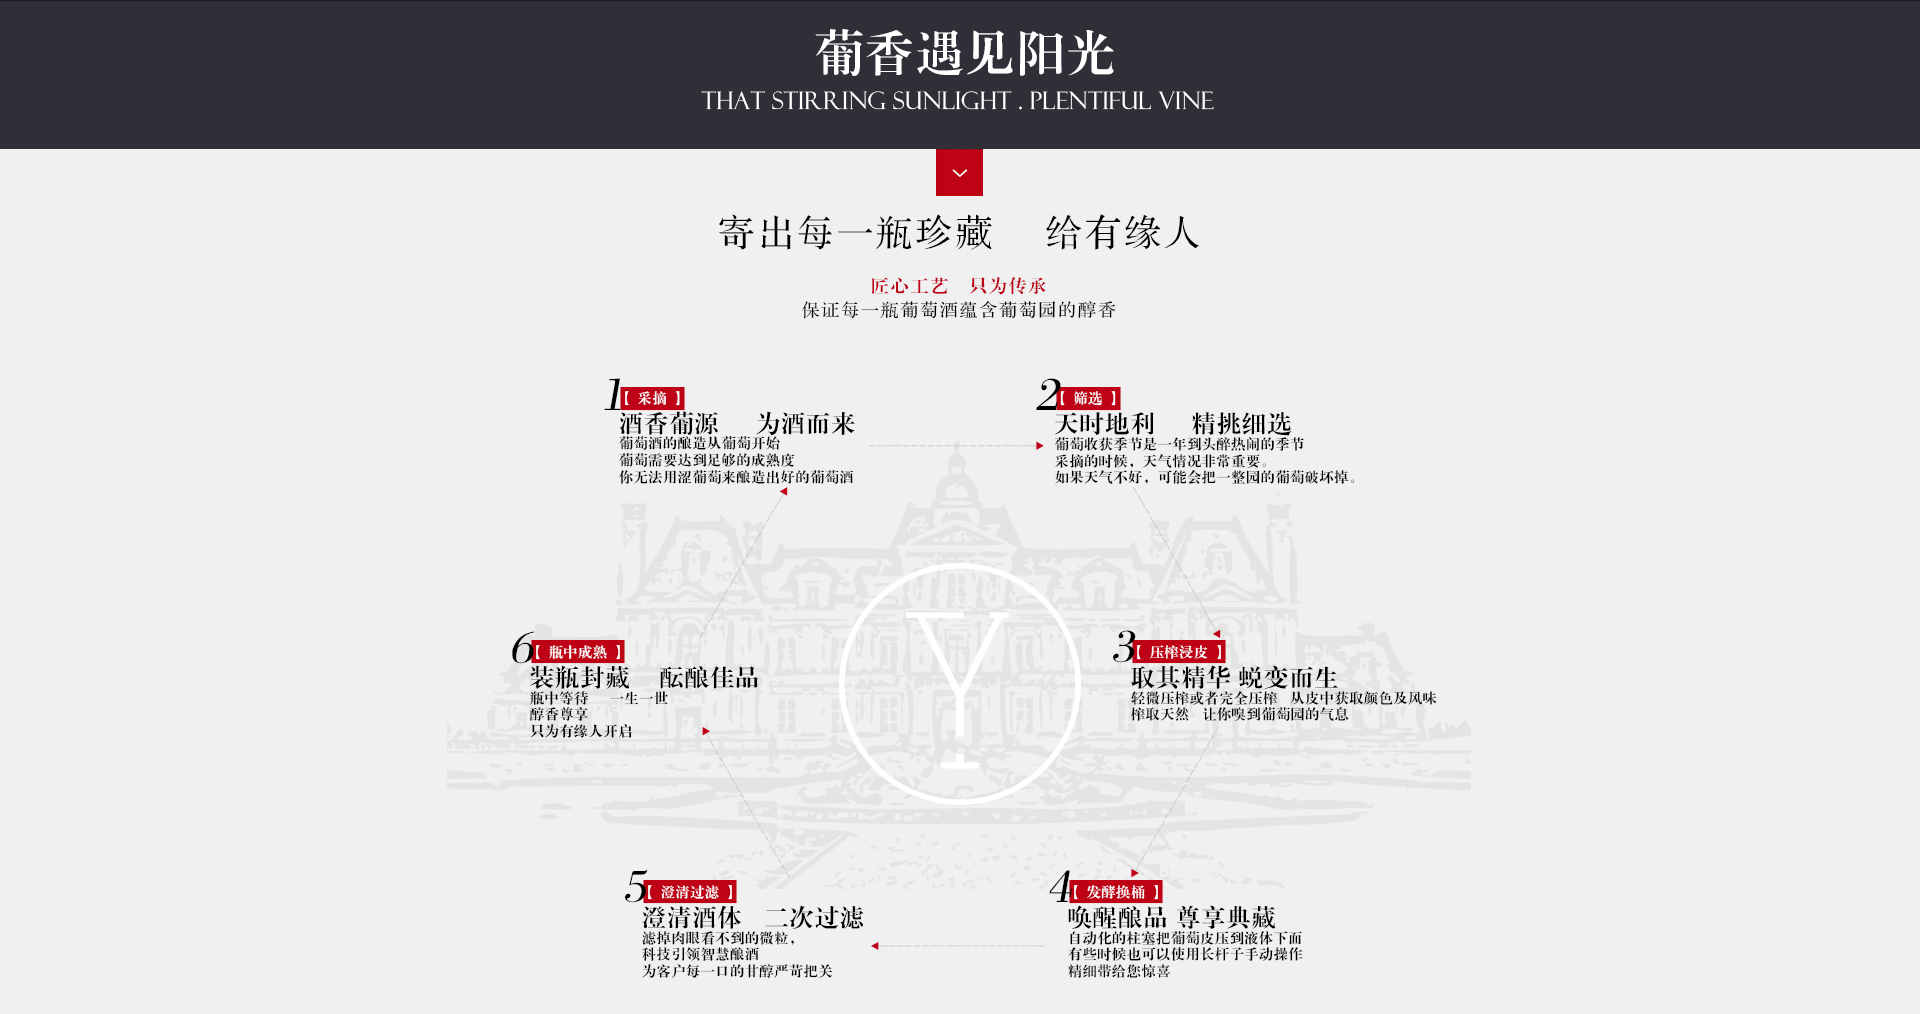 葡香遇见阳光
THAT STIRRING SUNLIGHT . PLENTIFUL VINE
寄出每一瓶珍藏 给有缘人
匠心工艺 只为传承
保证每一瓶葡萄酒蕴含葡萄园的醇香
1【 采摘 】
酒香葡源 为酒而来
葡萄酒的酿造从葡萄开始
葡萄需要达到足够的成熟度
你无法用涩葡萄来酿造出好的葡萄酒
2【 筛选 】
天时地利 精挑细选
葡萄收获季节是一年到头醉热闹的季节
采摘的时候，天气情况非常重要。
如果天气不好，可能会把一整园的葡萄破坏掉。
3【 压榨浸皮 】
取其精华 蜕变而生
轻微压榨或者完全压榨 从皮中获取颜色及风味
榨取天然 让你嗅到葡萄园的气息
4【 发酵换桶 】
唤醒酿品 尊享典藏
自动化的柱塞把葡萄皮压到液体下面
有些时候也可以使用长杆子手动操作
精细带给您惊喜
5【 澄清过滤 】
澄清酒体 二次过滤
滤掉肉眼看不到的微粒，
科技引领智慧酿酒
为客户每一口的甘醇严苛把关
6【 瓶中成熟 】
装瓶封藏 酝酿佳品
瓶中等待 一生一世
醇香尊享
只为有缘人开启
Y